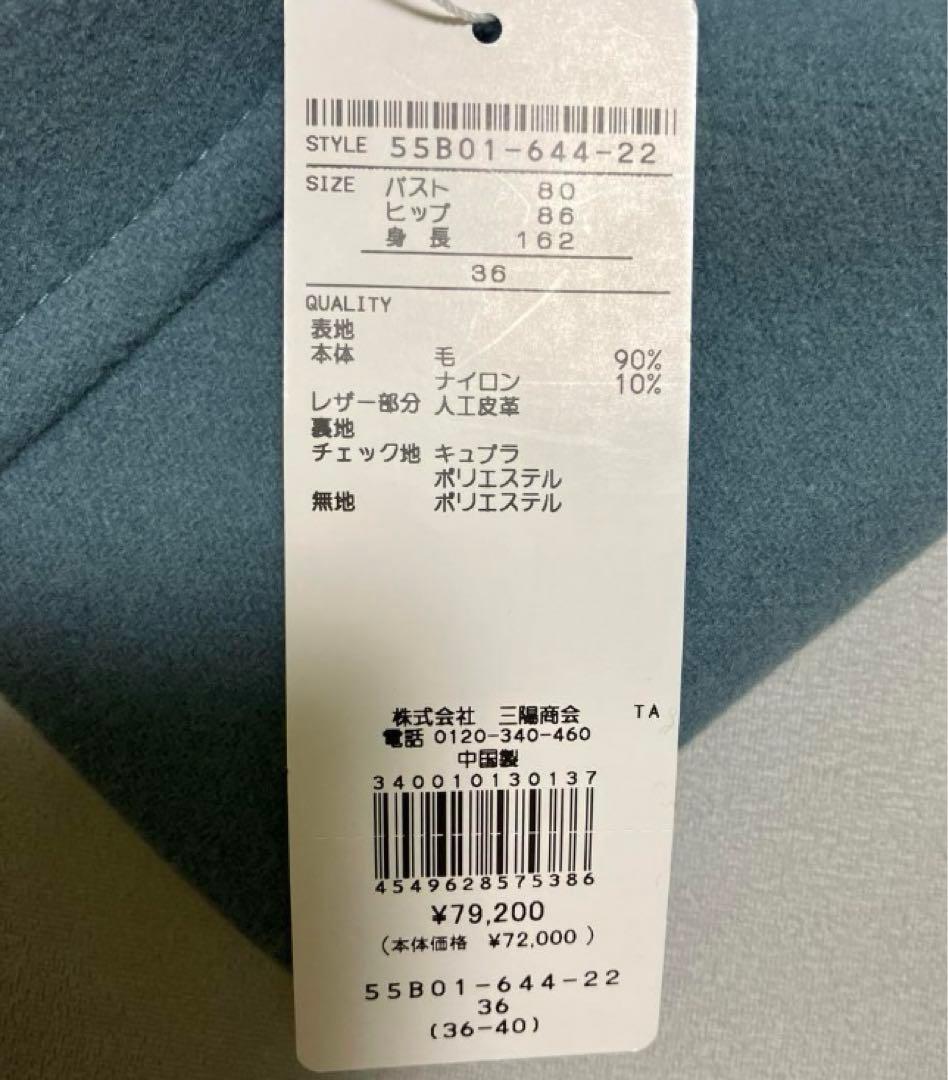 STYLE 55B01-644-22
SIZE バスト 80
ヒップ 86
身 長 162
36
QUALITY
表地
本体 毛 90%
ナイロン 10%
レザー部分 人工皮革
裏地
チェック地 キュプラ
ポリエステル
無地 ポリエステル
株式会社 三陽商会 TA
電話 0120-340-460
中国製
340010130137
4549628575386
¥79,200
(本体価格 ¥72,000 )
55B01-644-22
36
(36-40)